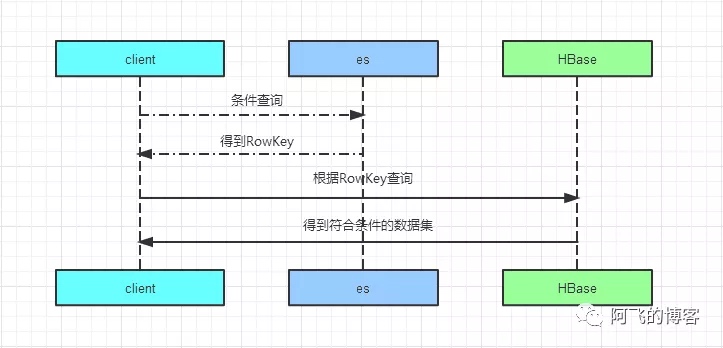 client
es
HBase
条件查询
得到RowKey
根据RowKey查询
得到符合条件的数据集
client
es
HBase
阿飞的博客